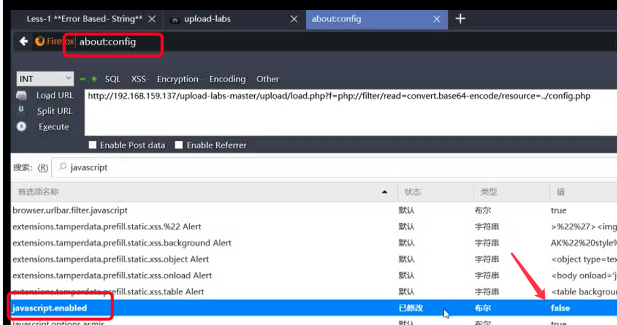 Less-1 **Error Based- String** × upload-labs × about:config × +
Firefox about:config
INT SQL XSS Encryption Encoding Other
Load URL http://192.168.159.137/upload-labs-master/upload/load.php?f=php://filter/read=convert.base64-encode/resource=../config.php
Split URL
Execute
Enable Post data Enable Referrer
搜索: (R) javascript
首选项名称 状态 类型 值
browser.urlbar.filter.javascript 默认 布尔 true
extensions.tamperdata.prefill.static.xss.%22 Alert 默认 字符串 >%22%27><img
extensions.tamperdata.prefill.static.xss.background Alert 默认 字符串 AK%22%20style%
extensions.tamperdata.prefill.static.xss.object Alert 默认 字符串 <object type=tex
extensions.tamperdata.prefill.static.xss.onload Alert 默认 字符串 <body onload='j
extensions.tamperdata.prefill.static.xss.table Alert 默认 字符串 <table backgroun
javascript.enabled 已修改 布尔 false
javascript.options.asmjs 默认 布尔 true